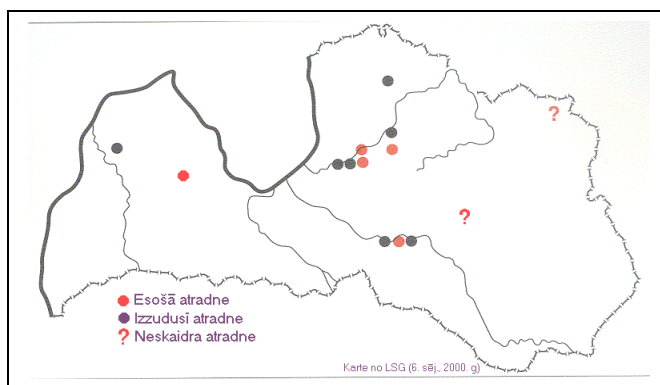 ?
?
Esošā atradne
Izzudusī atradne
? Neskaidra atradne
Karte no LSG (6. sēj., 2000. g)